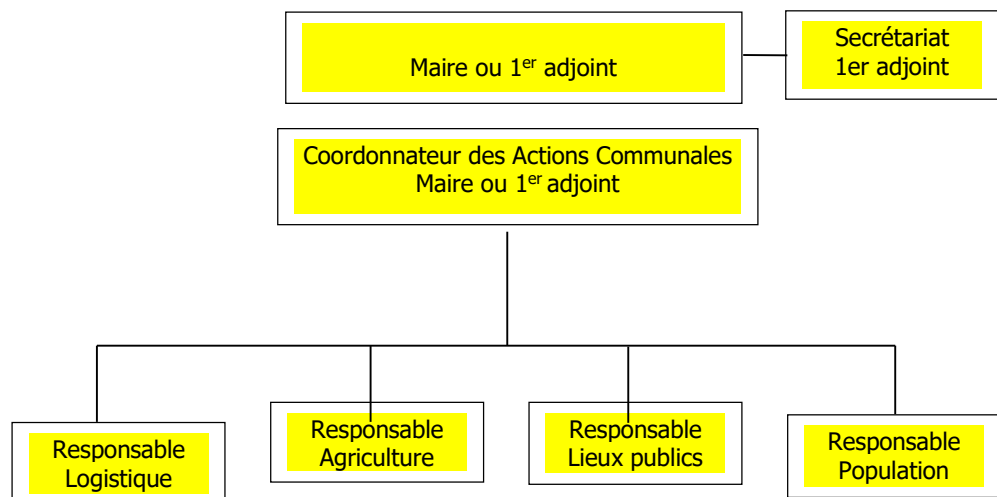 Maire ou 1er adjoint
Secrétariat
1er adjoint
Coordonnateur des Actions Communales
Maire ou 1er adjoint
Responsable
Logistique
Responsable
Agriculture
Responsable
Lieux publics
Responsable
Population